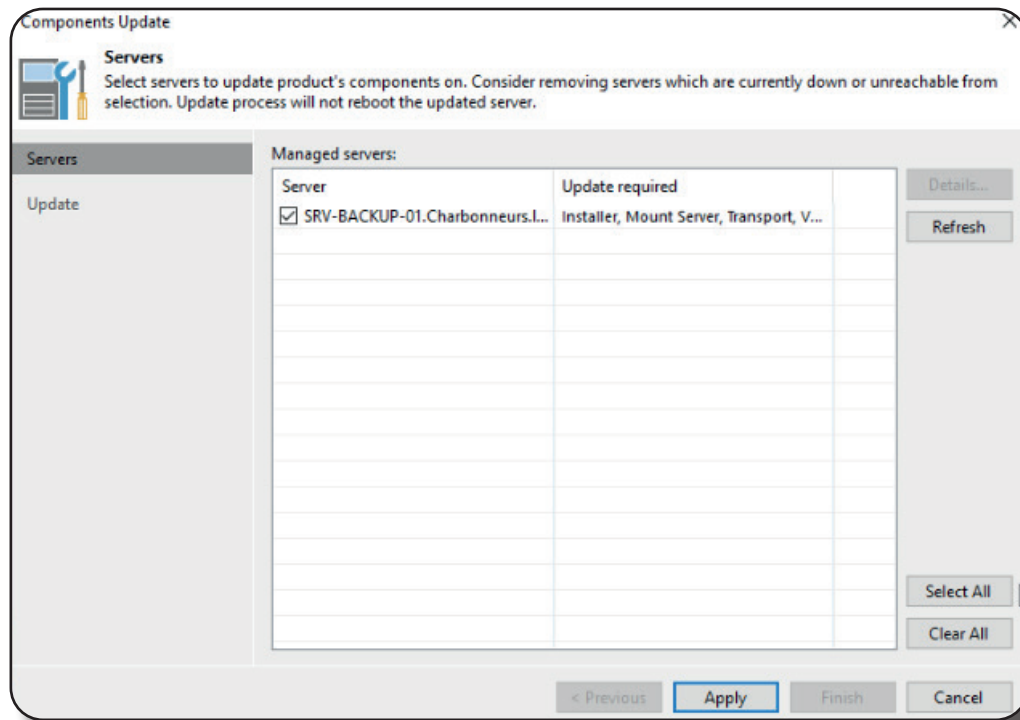 Components Update
Servers
Select servers to update product's components on. Consider removing servers which are currently down or unreachable from
selection. Update process will not reboot the updated server.
Servers
Update
Managed servers:
Server Update required
SRV-BACKUP-01.Charbonneurs.l... Installer, Mount Server, Transport, V...
Details...
Refresh
Select All
Clear All
< Previous Apply Finish Cancel